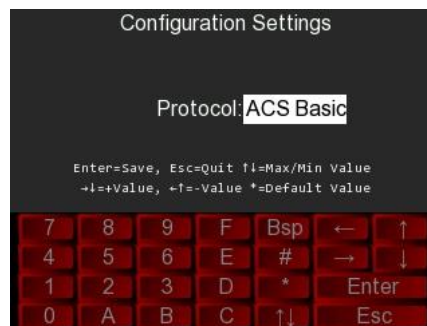 Configuration Settings
Protocol: ACS Basic
Enter=Save, Esc=Quit ↑↓=Max/Min Value
→↓=+Value, ←↑=-Value *=Default Value
7 8 9 F Bsp ← ↑
4 5 6 E # → ↓
1 2 3 D * Enter
0 A B C ↑↓ Esc